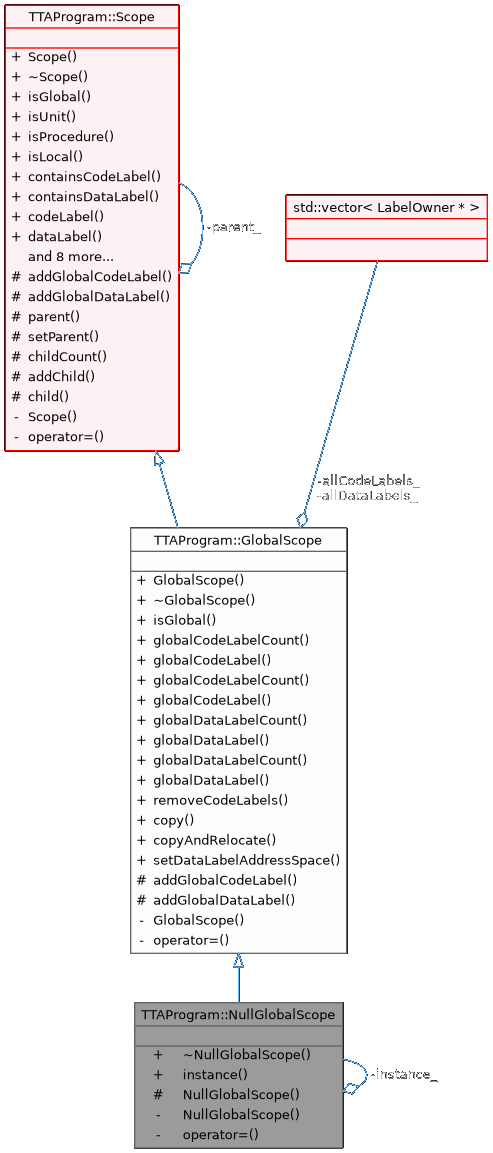 TTAProgram::Scope
+ Scope()
+ ~Scope()
+ isGlobal()
+ isUnit()
+ isProcedure()
+ isLocal()
+ containsCodeLabel()
+ containsDataLabel()
+ codeLabel()
+ dataLabel()
and 8 more...
# addGlobalCodeLabel()
# addGlobalDataLabel()
# parent()
# setParent()
# childCount()
# addChild()
# child()
- Scope()
- operator=()
-parent_
std::vector< LabelOwner * >
-allCodeLabels_
-allDataLabels_
TTAProgram::GlobalScope
+ GlobalScope()
+ ~GlobalScope()
+ isGlobal()
+ globalCodeLabelCount()
+ globalCodeLabel()
+ globalCodeLabelCount()
+ globalCodeLabel()
+ globalDataLabelCount()
+ globalDataLabel()
+ globalDataLabelCount()
+ globalDataLabel()
+ removeCodeLabels()
+ copy()
+ copyAndRelocate()
+ setDataLabelAddressSpace()
# addGlobalCodeLabel()
# addGlobalDataLabel()
- GlobalScope()
- operator=()
TTAProgram::NullGlobalScope
+ ~NullGlobalScope()
+ instance()
# NullGlobalScope()
- NullGlobalScope()
- operator=()
-instance_